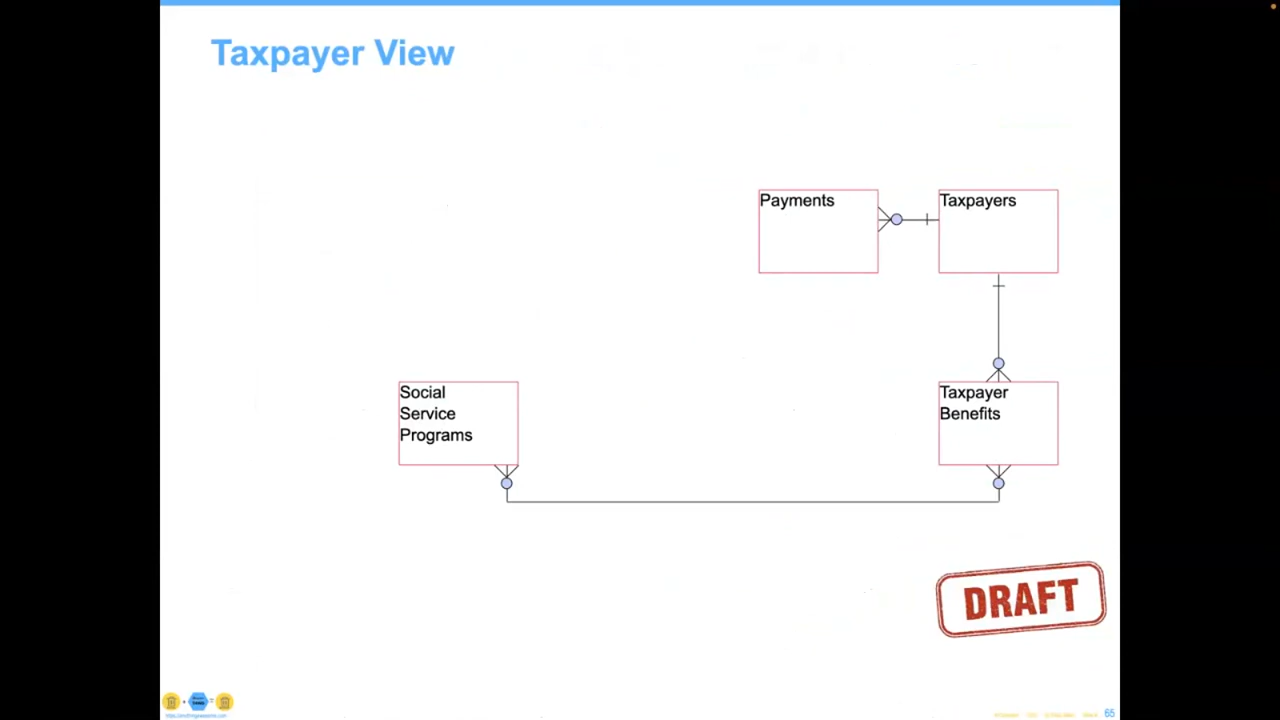 Taxpayer View
Payments
Taxpayers
Social
Service
Programs
Taxpayer
Benefits
DRAFT
65